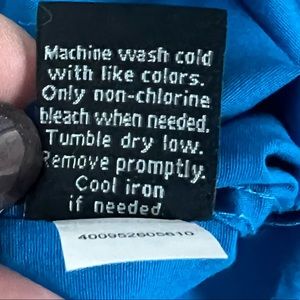 Machine wash cold
with like colors.
Only non-chlorine
bleach when needed.
Tumble dry low.
Remove promptly.
Cool iron
if needed.
400952605610